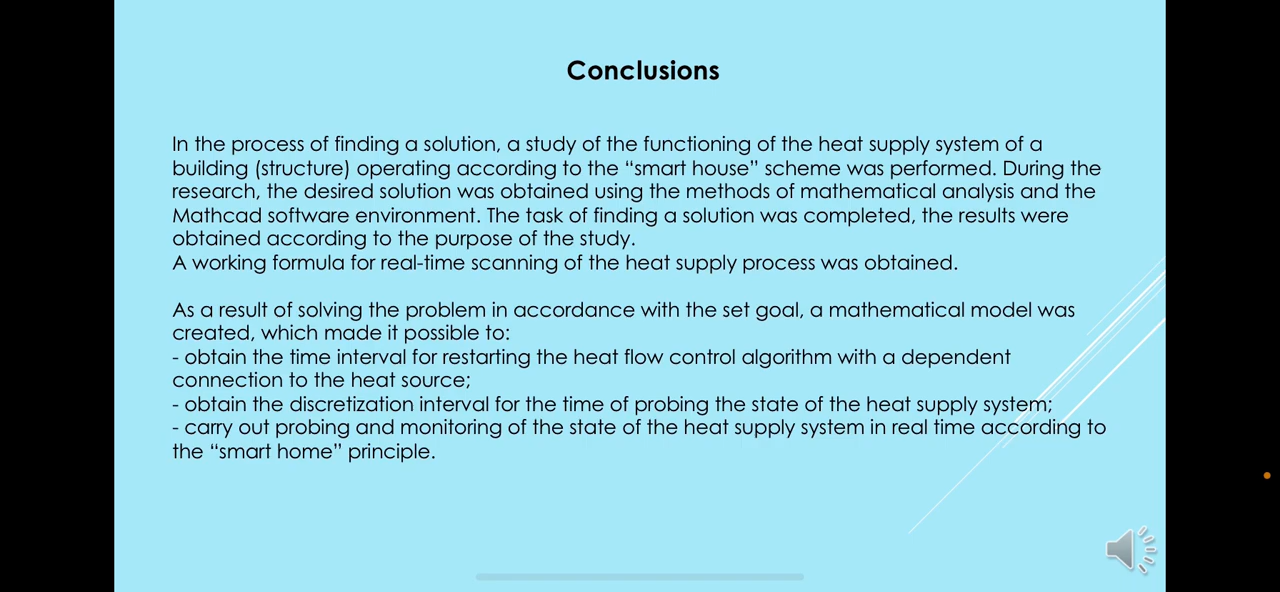 Conclusions
In the process of finding a solution, a study of the functioning of the heat supply system of a
building (structure) operating according to the “smart house” scheme was performed. During the
research, the desired solution was obtained using the methods of mathematical analysis and the
Mathcad software environment. The task of finding a solution was completed, the results were
obtained according to the purpose of the study.
A working formula for real-time scanning of the heat supply process was obtained.
As a result of solving the problem in accordance with the set goal, a mathematical model was
created, which made it possible to:
- obtain the time interval for restarting the heat flow control algorithm with a dependent
connection to the heat source;
- obtain the discretization interval for the time of probing the state of the heat supply system;
- carry out probing and monitoring of the state of the heat supply system in real time according to
the “smart home” principle.